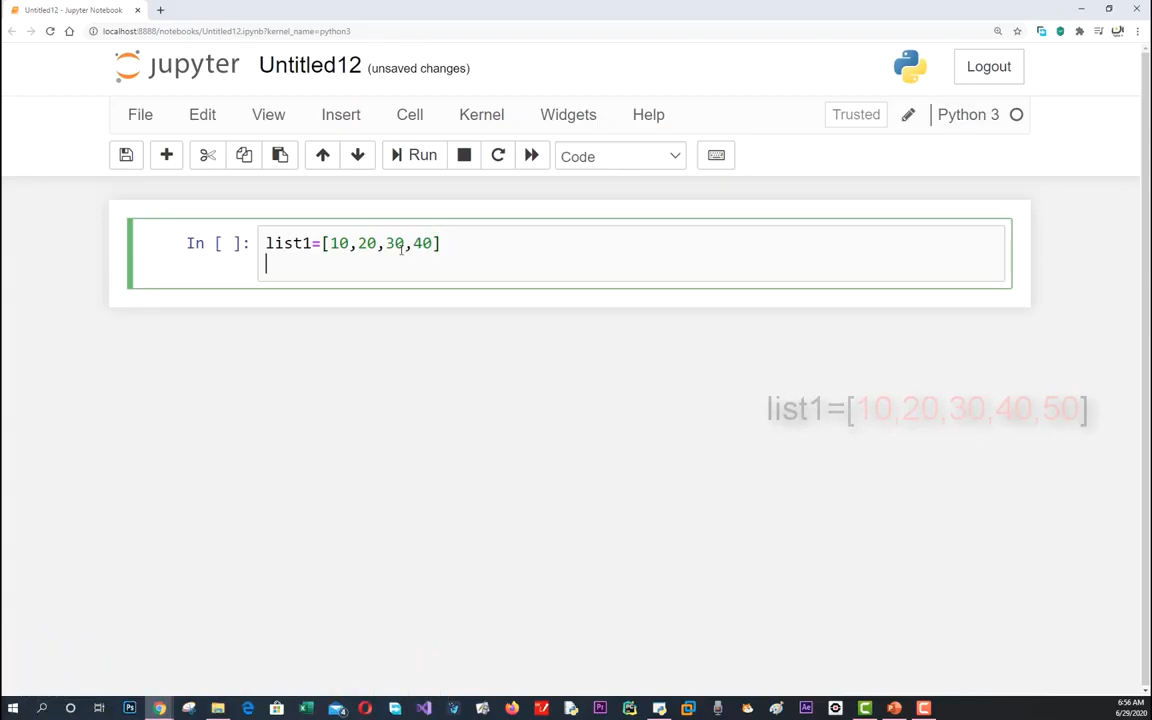 Untitled12 - Jupyter Notebook
localhost:8888/notebooks/Untitled12.ipynb?kernel_name=python3
jupyter Untitled12 (unsaved changes)
Logout
File Edit View Insert Cell Kernel Widgets Help Trusted Python 3
Run Code
In [ ]: list1=[10,20,30,40]
list1=[10,20,30,40,50]
6:56 AM
6/29/2020